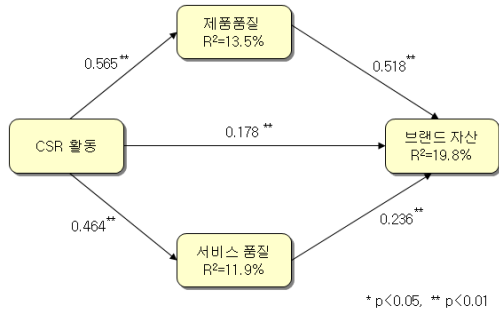 제품품질
R²=13.5%
0.565**
0.518**
CSR 활동
0.178 **
브랜드 자산
R²=19.8%
0.464**
0.236**
서비스 품질
R²=11.9%
* p<0.05, ** p<0.01